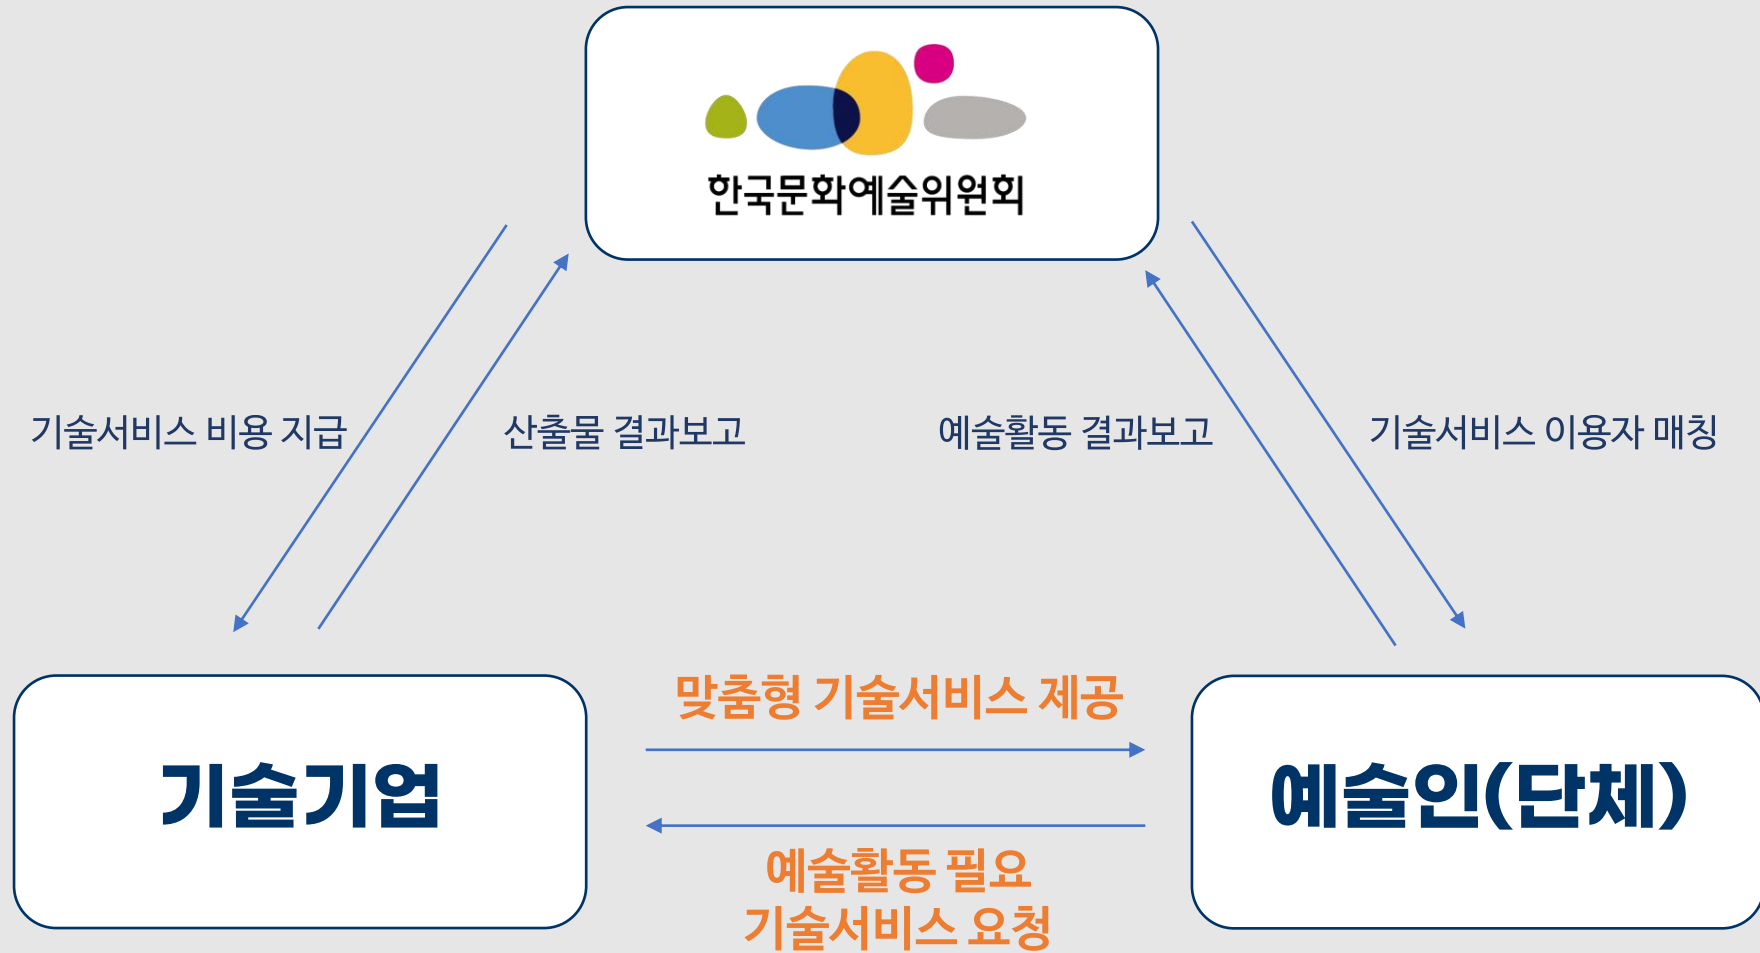 한국문화예술위원회
기술서비스 비용 지급
산출물 결과보고
예술활동 결과보고
기술서비스 이용자 매칭
맞춤형 기술서비스 제공
기술기업
예술인(단체)
예술활동 필요
기술서비스 요청